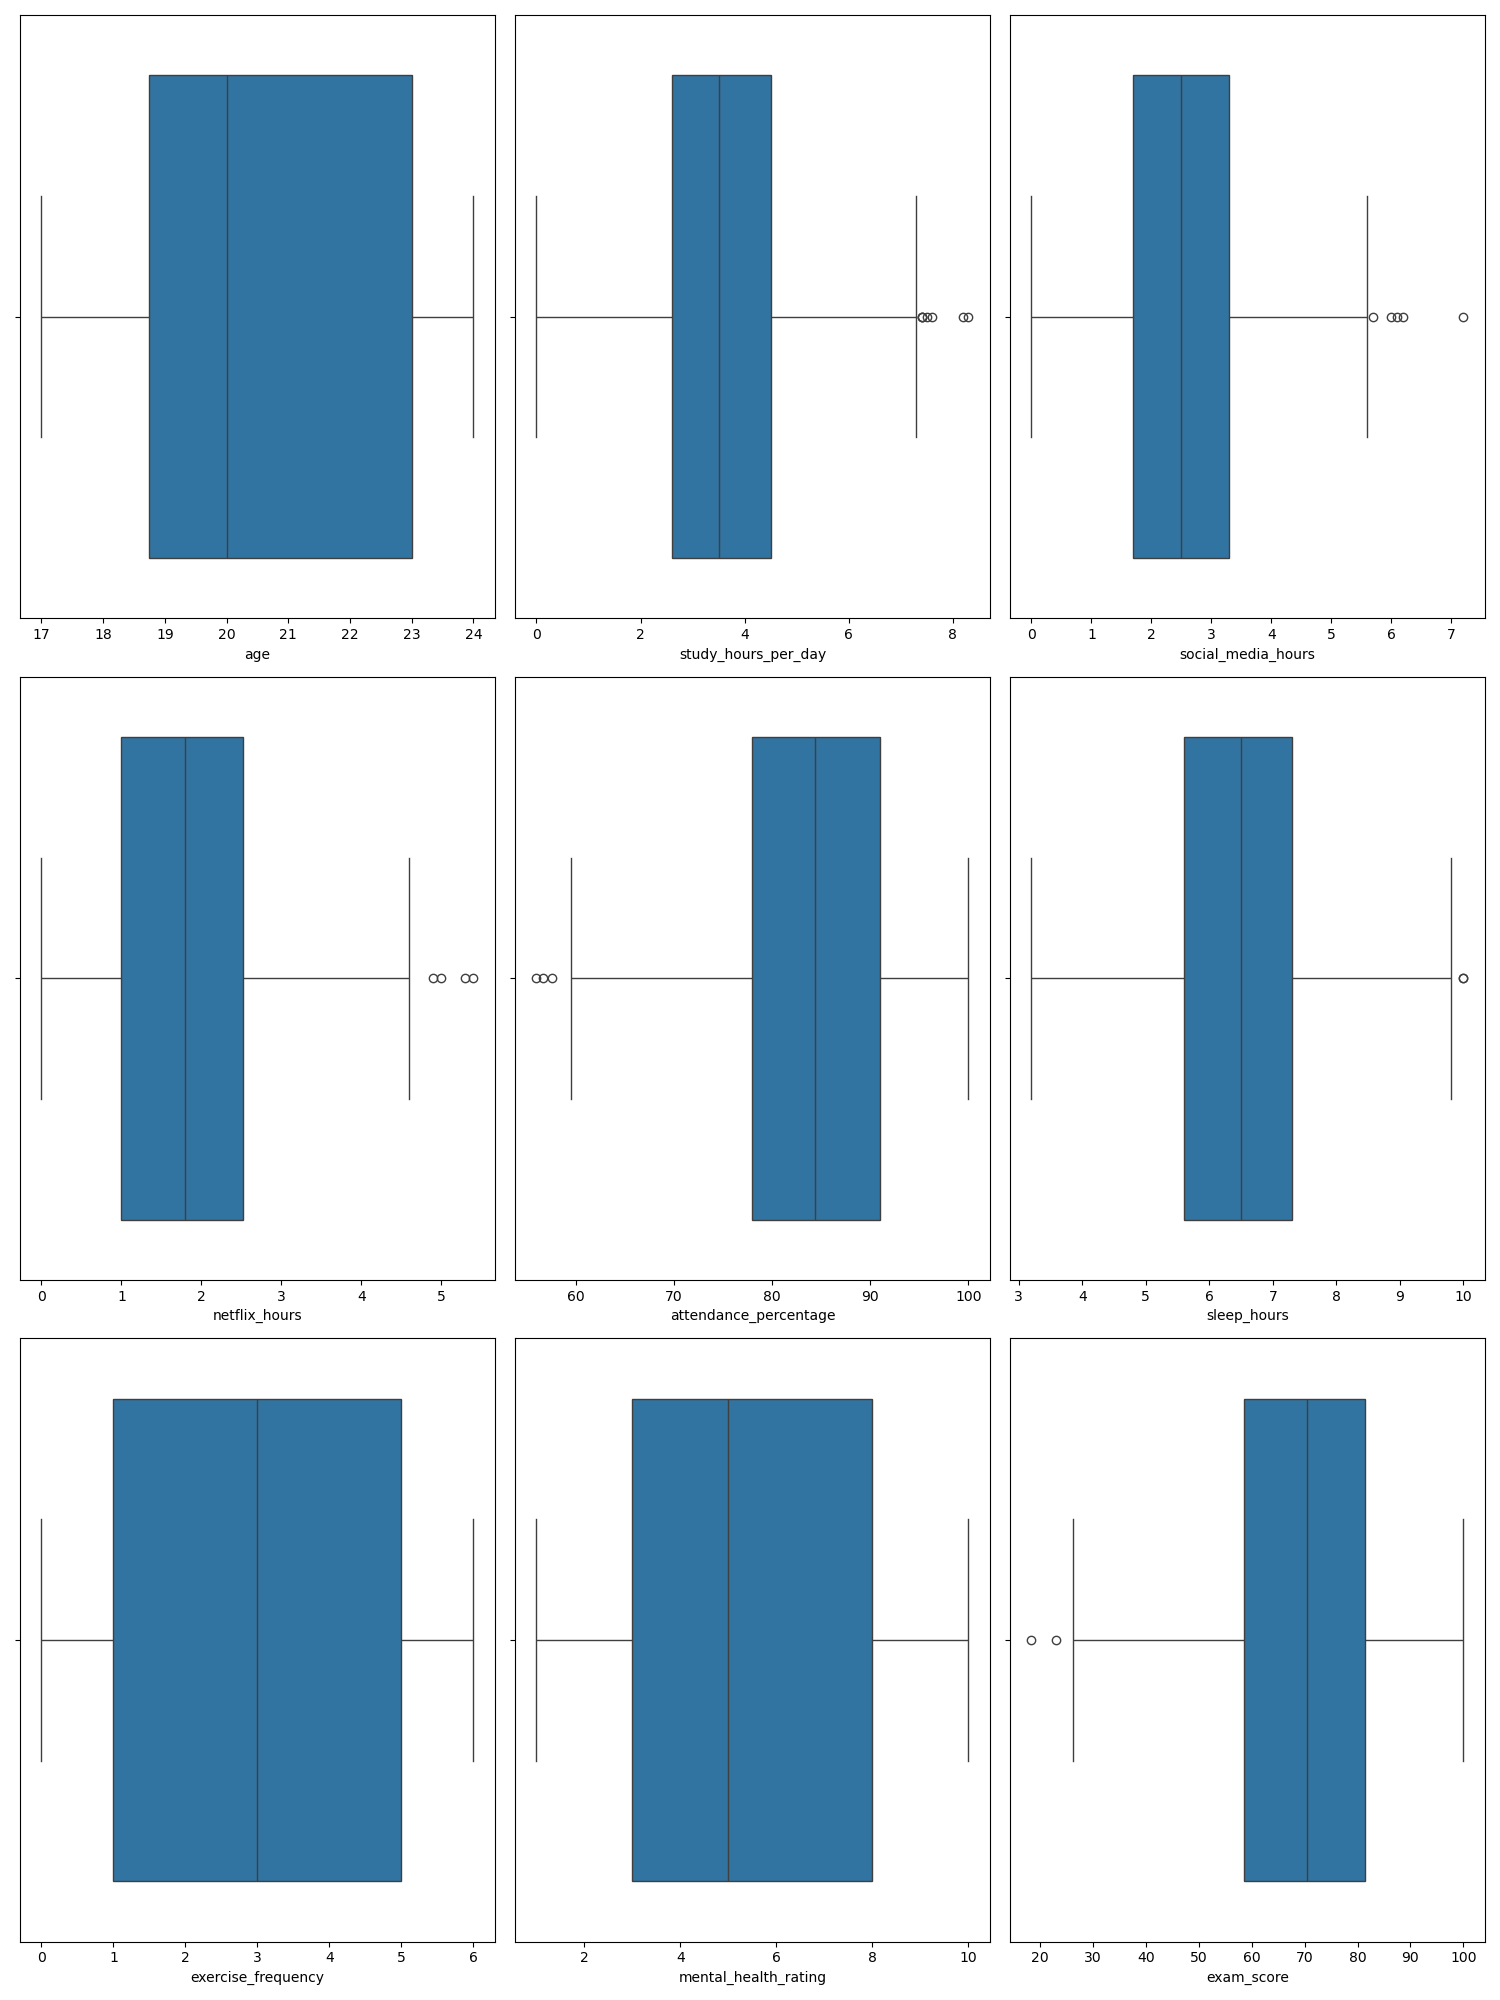 17 18 19 20 21 22 23 24
age
0 2 4 6 8
study_hours_per_day
0 1 2 3 4 5 6 7
social_media_hours
0 1 2 3 4 5
netflix_hours
60 70 80 90 100
attendance_percentage
3 4 5 6 7 8 9 10
sleep_hours
0 1 2 3 4 5 6
exercise_frequency
2 4 6 8 10
mental_health_rating
20 30 40 50 60 70 80 90 100
exam_score